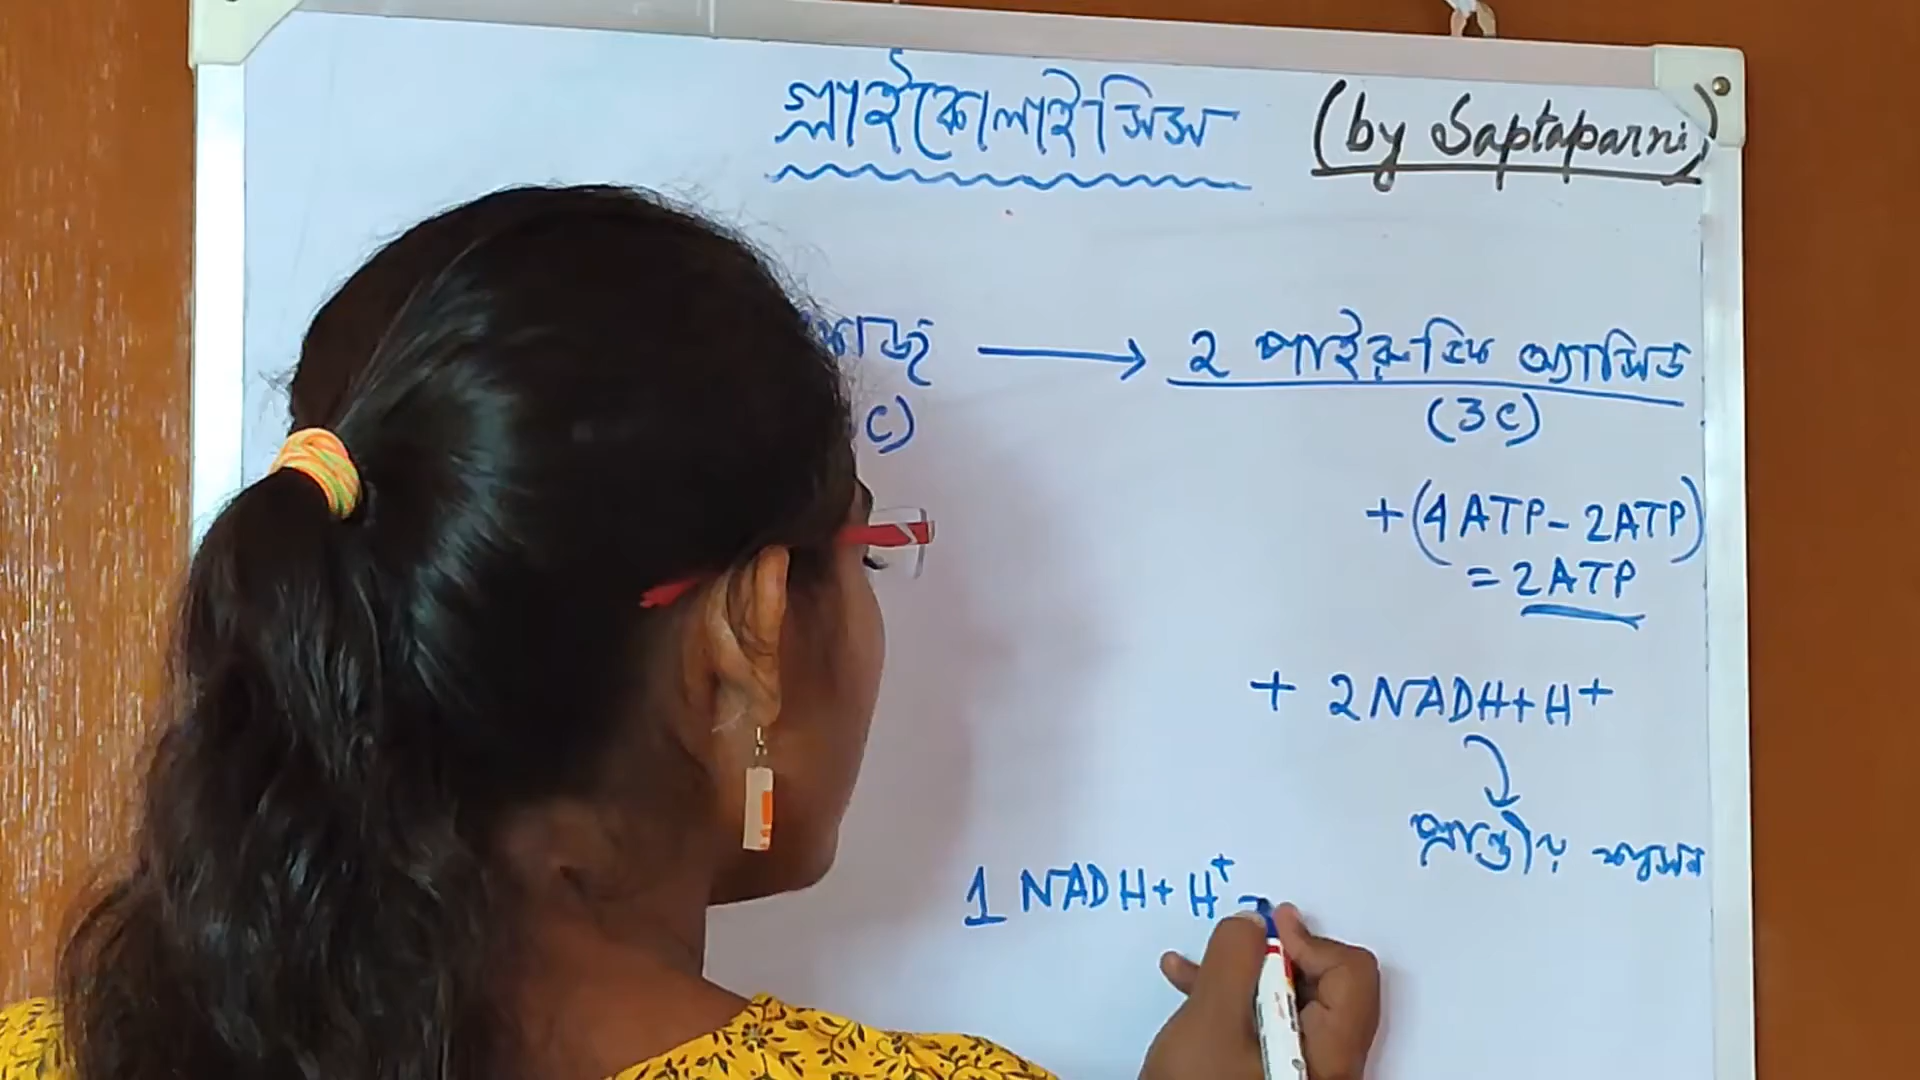 গ্লাইকোলাইসিস (by Saptaparni)
→ 2 পাইরুভিক অ্যাসিড
C) (3C)
+ (4ATP - 2ATP)
= 2ATP
+ 2NADH+H+
প্রান্তীয় শ্বসন
1 NADH+H⁺